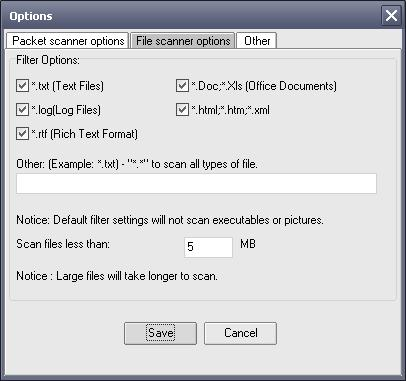 Options
Packet scanner options File scanner options Other
Filter Options:
*.txt (Text Files) *.Doc;*.Xls (Office Documents)
*.log(Log Files) *.html;*.htm;*.xml
*.rtf (Rich Text Format)
Other: (Example: *.txt) - "*.*" to scan all types of file.
Notice: Default filter settings will not scan executables or pictures.
Scan files less than: 5 MB
Notice : Large files will take longer to scan.
Save Cancel